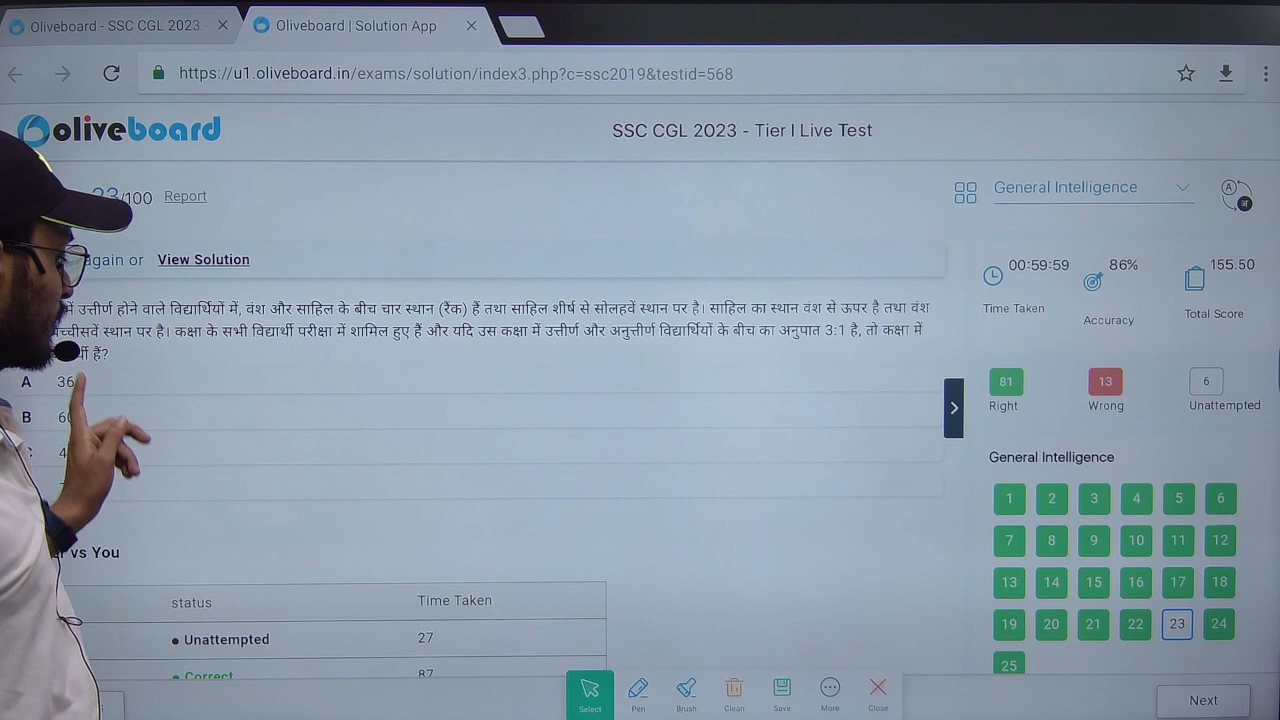 Oliveboard - SSC CGL 2023
Oliveboard | Solution App
https://u1.oliveboard.in/exams/solution/index3.php?c=ssc2019&testid=568
oliveboard
SSC CGL 2023 - Tier I Live Test
23/100 Report
General Intelligence
again or View Solution
00:59:59
Time Taken
86%
Accuracy
155.50
Total Score
में उत्तीर्ण होने वाले विद्यार्थियों में, वंश और साहिल के बीच चार स्थान (रैंक) हैं तथा साहिल शीर्ष से सोलहवें स्थान पर है। साहिल का स्थान वंश से ऊपर है तथा वंश
स्थान पर है। कक्षा के सभी विद्यार्थी परीक्षा में शामिल हुए हैं और यदि उस कक्षा में उत्तीर्ण और अनुत्तीर्ण विद्यार्थियों के बीच का अनुपात 3:1 है, तो कक्षा में
हैं?
A 36
B
81
Right
13
Wrong
6
Unattempted
General Intelligence
1 2 3 4 5 6
7 8 9 10 11 12
13 14 15 16 17 18
19 20 21 22 23 24
25
vs You
status Time Taken
Unattempted 27
Correct 87
Select Pen Brush Clean Save More Close
Next